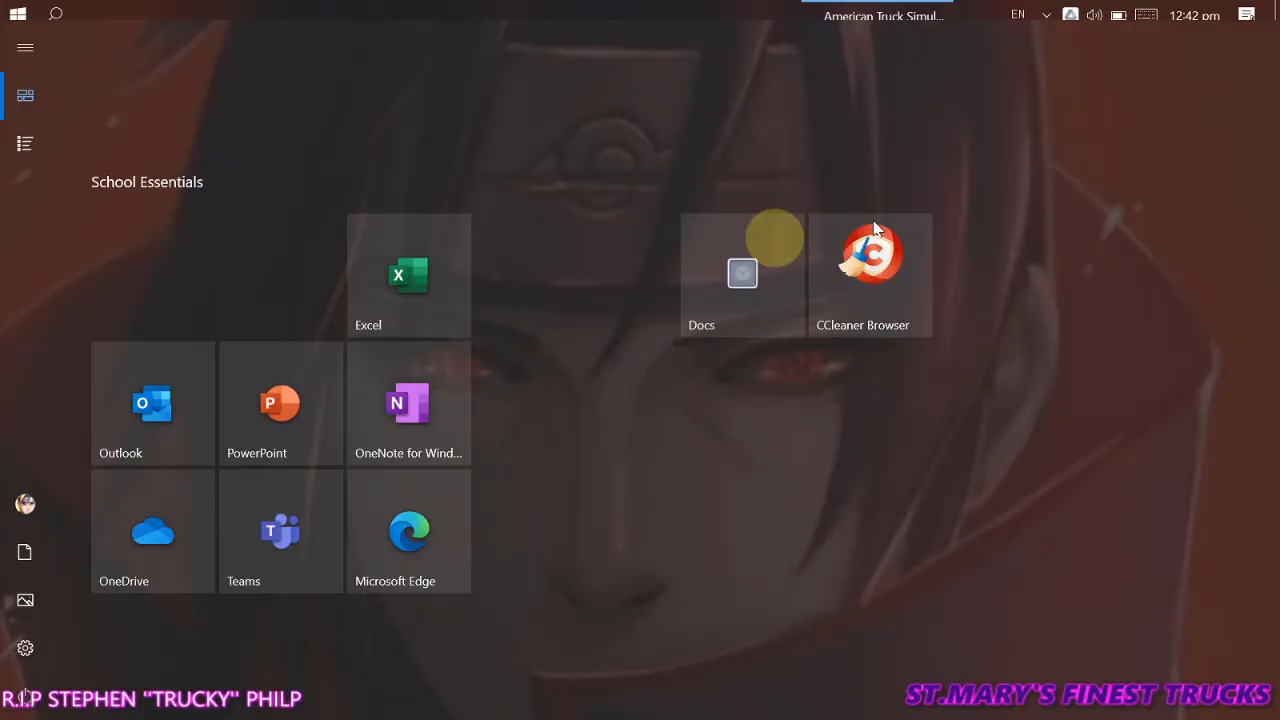 American Truck Simul...
EN
12:42 pm
School Essentials
Excel
Docs
CCleaner Browser
Outlook
PowerPoint
OneNote for Wind...
OneDrive
Teams
Microsoft Edge
R.I.P STEPHEN "TRUCKY" PHILP
ST.MARY'S FINEST TRUCKS